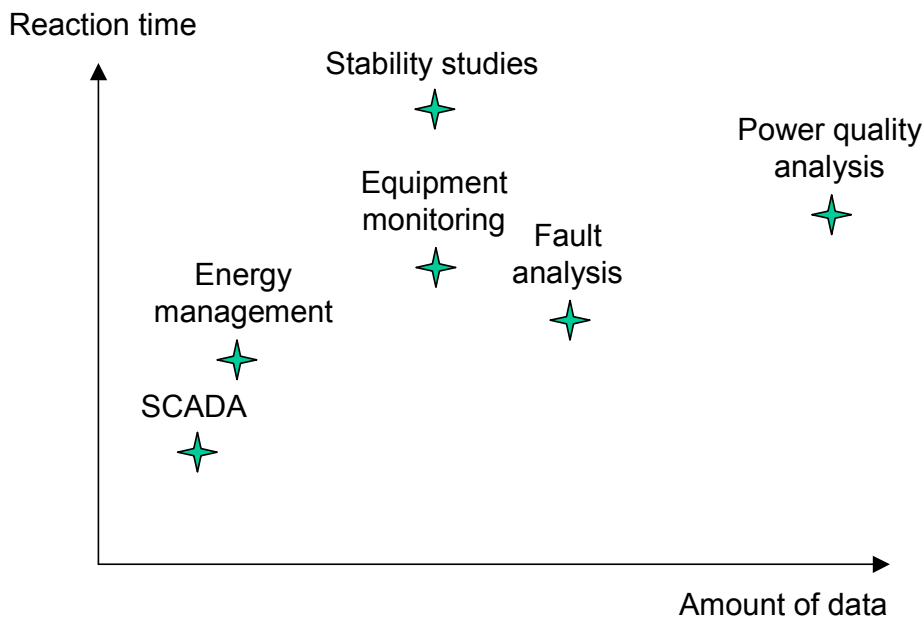 Reaction time
Stability studies
Power quality
analysis
Equipment
monitoring
Fault
analysis
Energy
management
SCADA
Amount of data